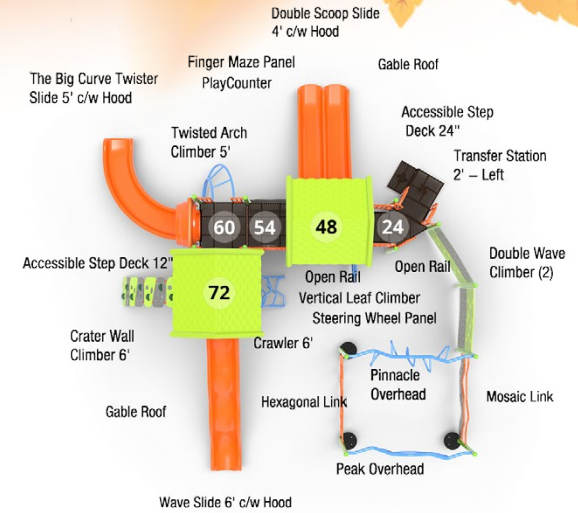 Double Scoop Slide
4' c/w Hood
Finger Maze Panel
PlayCounter
Gable Roof
The Big Curve Twister
Slide 5' c/w Hood
Accessible Step
Deck 24"
Twisted Arch
Climber 5'
Transfer Station
2' – Left
60
54
48
24
Accessible Step Deck 12"
72
Open Rail
Open Rail
Double Wave
Climber (2)
Vertical Leaf Climber
Steering Wheel Panel
Crater Wall
Climber 6'
Crawler 6'
Pinnacle
Overhead
Gable Roof
Hexagonal Link
Mosaic Link
Peak Overhead
Wave Slide 6' c/w Hood